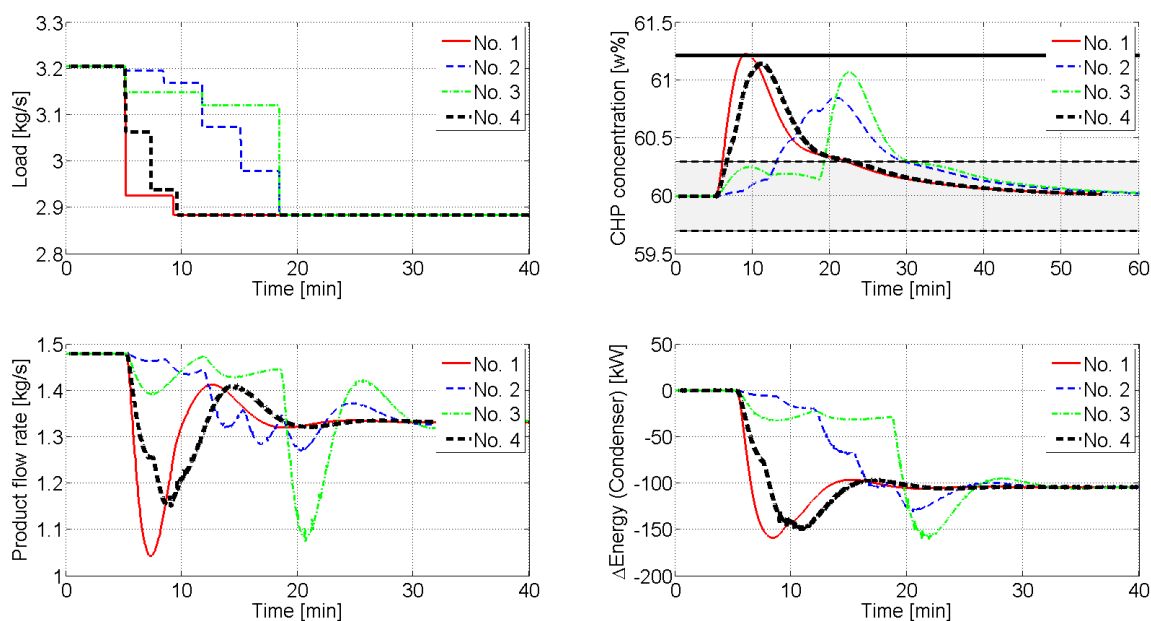 3.3
3.2
3.1
3
2.9
2.8
Load [kg/s]
0
10
20
30
40
Time [min]
No. 1
No. 2
No. 3
No. 4
61.5
61
60.5
60
59.5
CHP concentration [w%]
0
10
20
30
40
50
60
Time [min]
No. 1
No. 2
No. 3
No. 4
1.5
1.4
1.3
1.2
1.1
1
Product flow rate [kg/s]
0
10
20
30
40
Time [min]
No. 1
No. 2
No. 3
No. 4
50
0
-50
-100
-150
-200
ΔEnergy (Condenser) [kW]
0
10
20
30
40
Time [min]
No. 1
No. 2
No. 3
No. 4